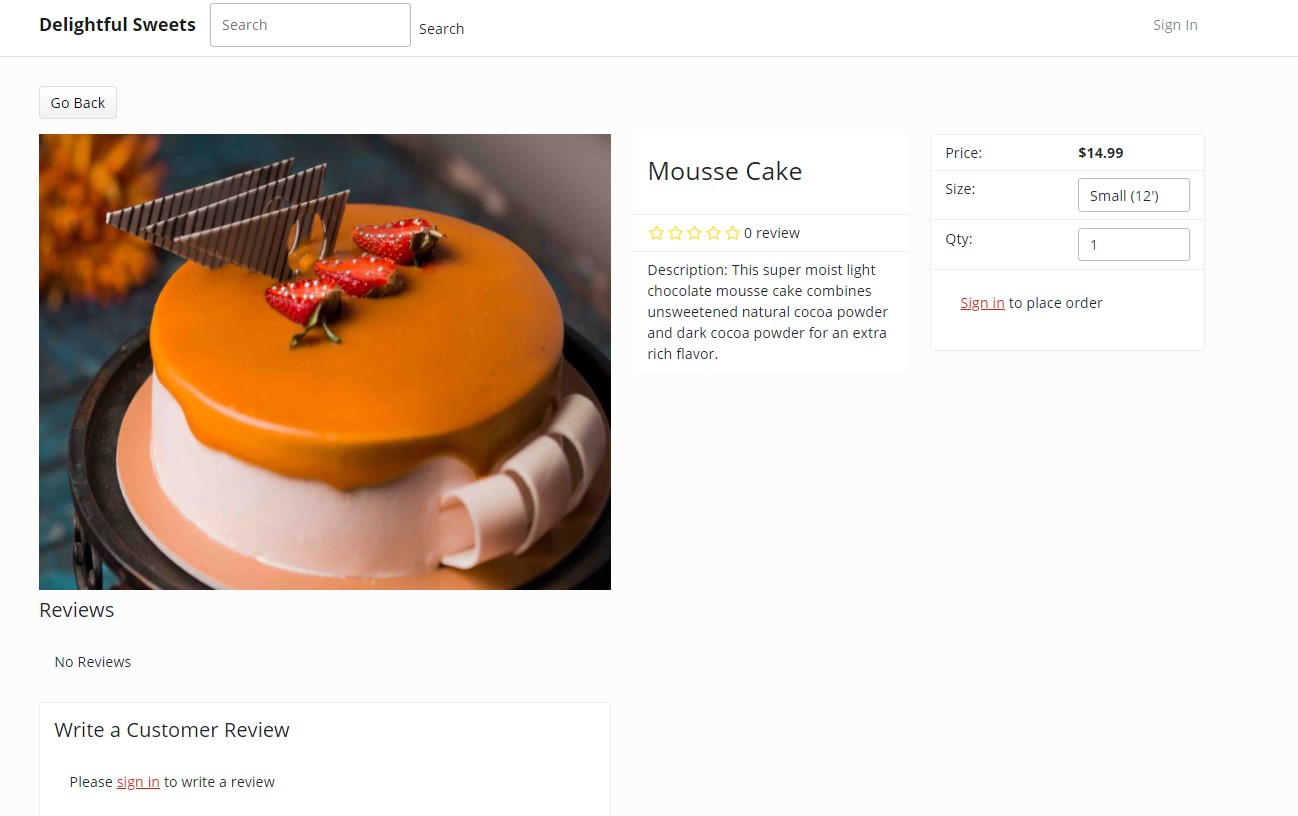 Delightful Sweets
Search
Search
Sign In
Go Back
Mousse Cake
0 review
Description: This super moist light
chocolate mousse cake combines
unsweetened natural cocoa powder
and dark cocoa powder for an extra
rich flavor.
Price: $14.99
Size: Small (12')
Qty: 1
Sign in to place order
Reviews
No Reviews
Write a Customer Review
Please sign in to write a review